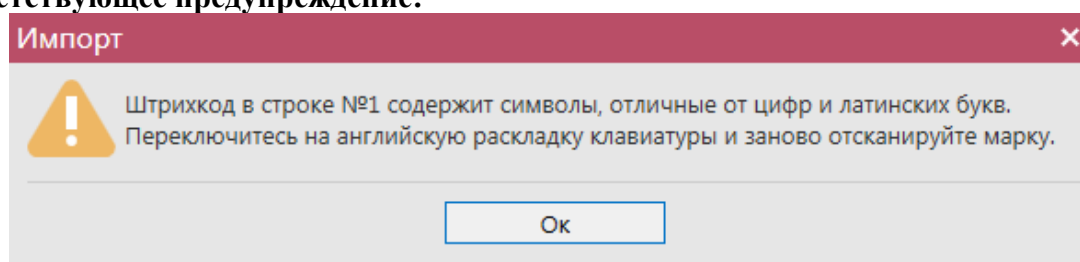 предупреждение:
Импорт
Штрихкод в строке №1 содержит символы, отличные от цифр и латинских букв.
Переключитесь на английскую раскладку клавиатуры и заново отсканируйте марку.
Ок